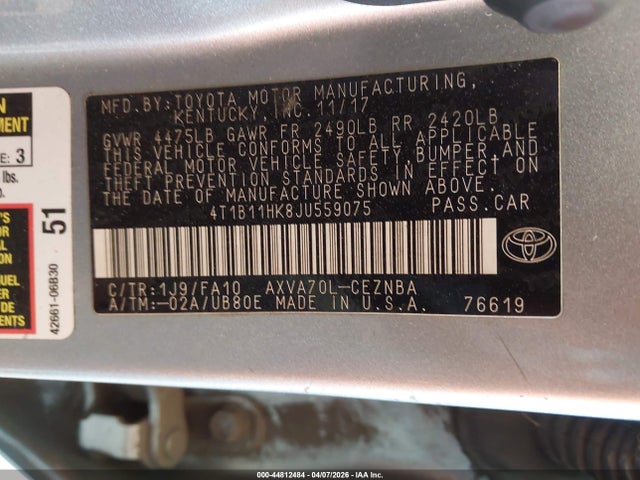 MFD.BY:TOYOTA MOTOR MANUFACTURING,
KENTUCKY, INC. 11/17
GVWR 4475LB GAWR FR 2490LB RR 2420LB
THIS VEHICLE CONFORMS TO ALL APPLICABLE
FEDERAL MOTOR VEHICLE SAFETY, BUMPER AND
THEFT PREVENTION STANDARDS IN EFFECT ON
THE DATE OF MANUFACTURE SHOWN ABOVE.
4T1B11HK8JU559075 PASS.CAR
C/TR:1J9/FA10 AXVA70L-CEZNBA
A/TM:-02A/UB80E MADE IN U.S.A. 76619
E: 3
lbs.
51
42661-06B30
000-44812484 | 04/07/2026 | IAA Inc.